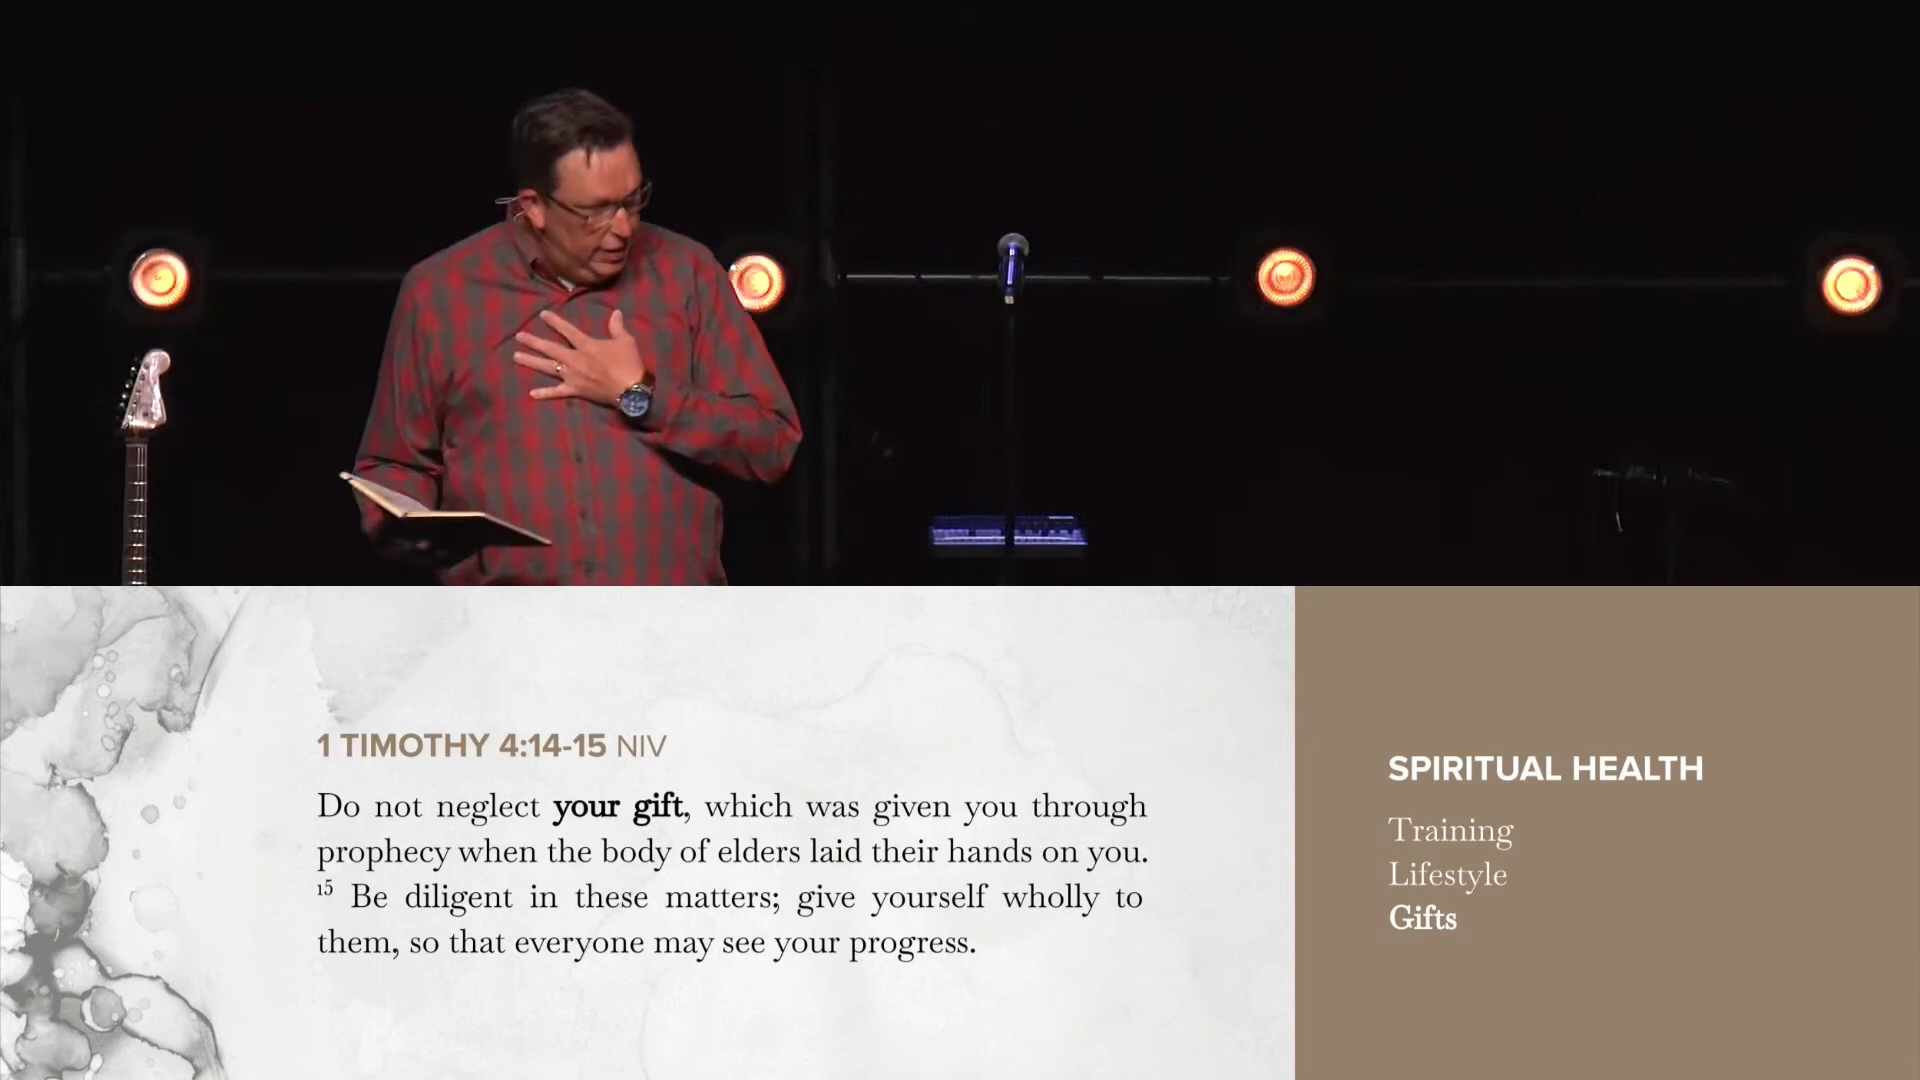 1 TIMOTHY 4:14-15 NIV
Do not neglect your gift, which was given you through
prophecy when the body of elders laid their hands on you.
15 Be diligent in these matters; give yourself wholly to
them, so that everyone may see your progress.
SPIRITUAL HEALTH
Training
Lifestyle
Gifts